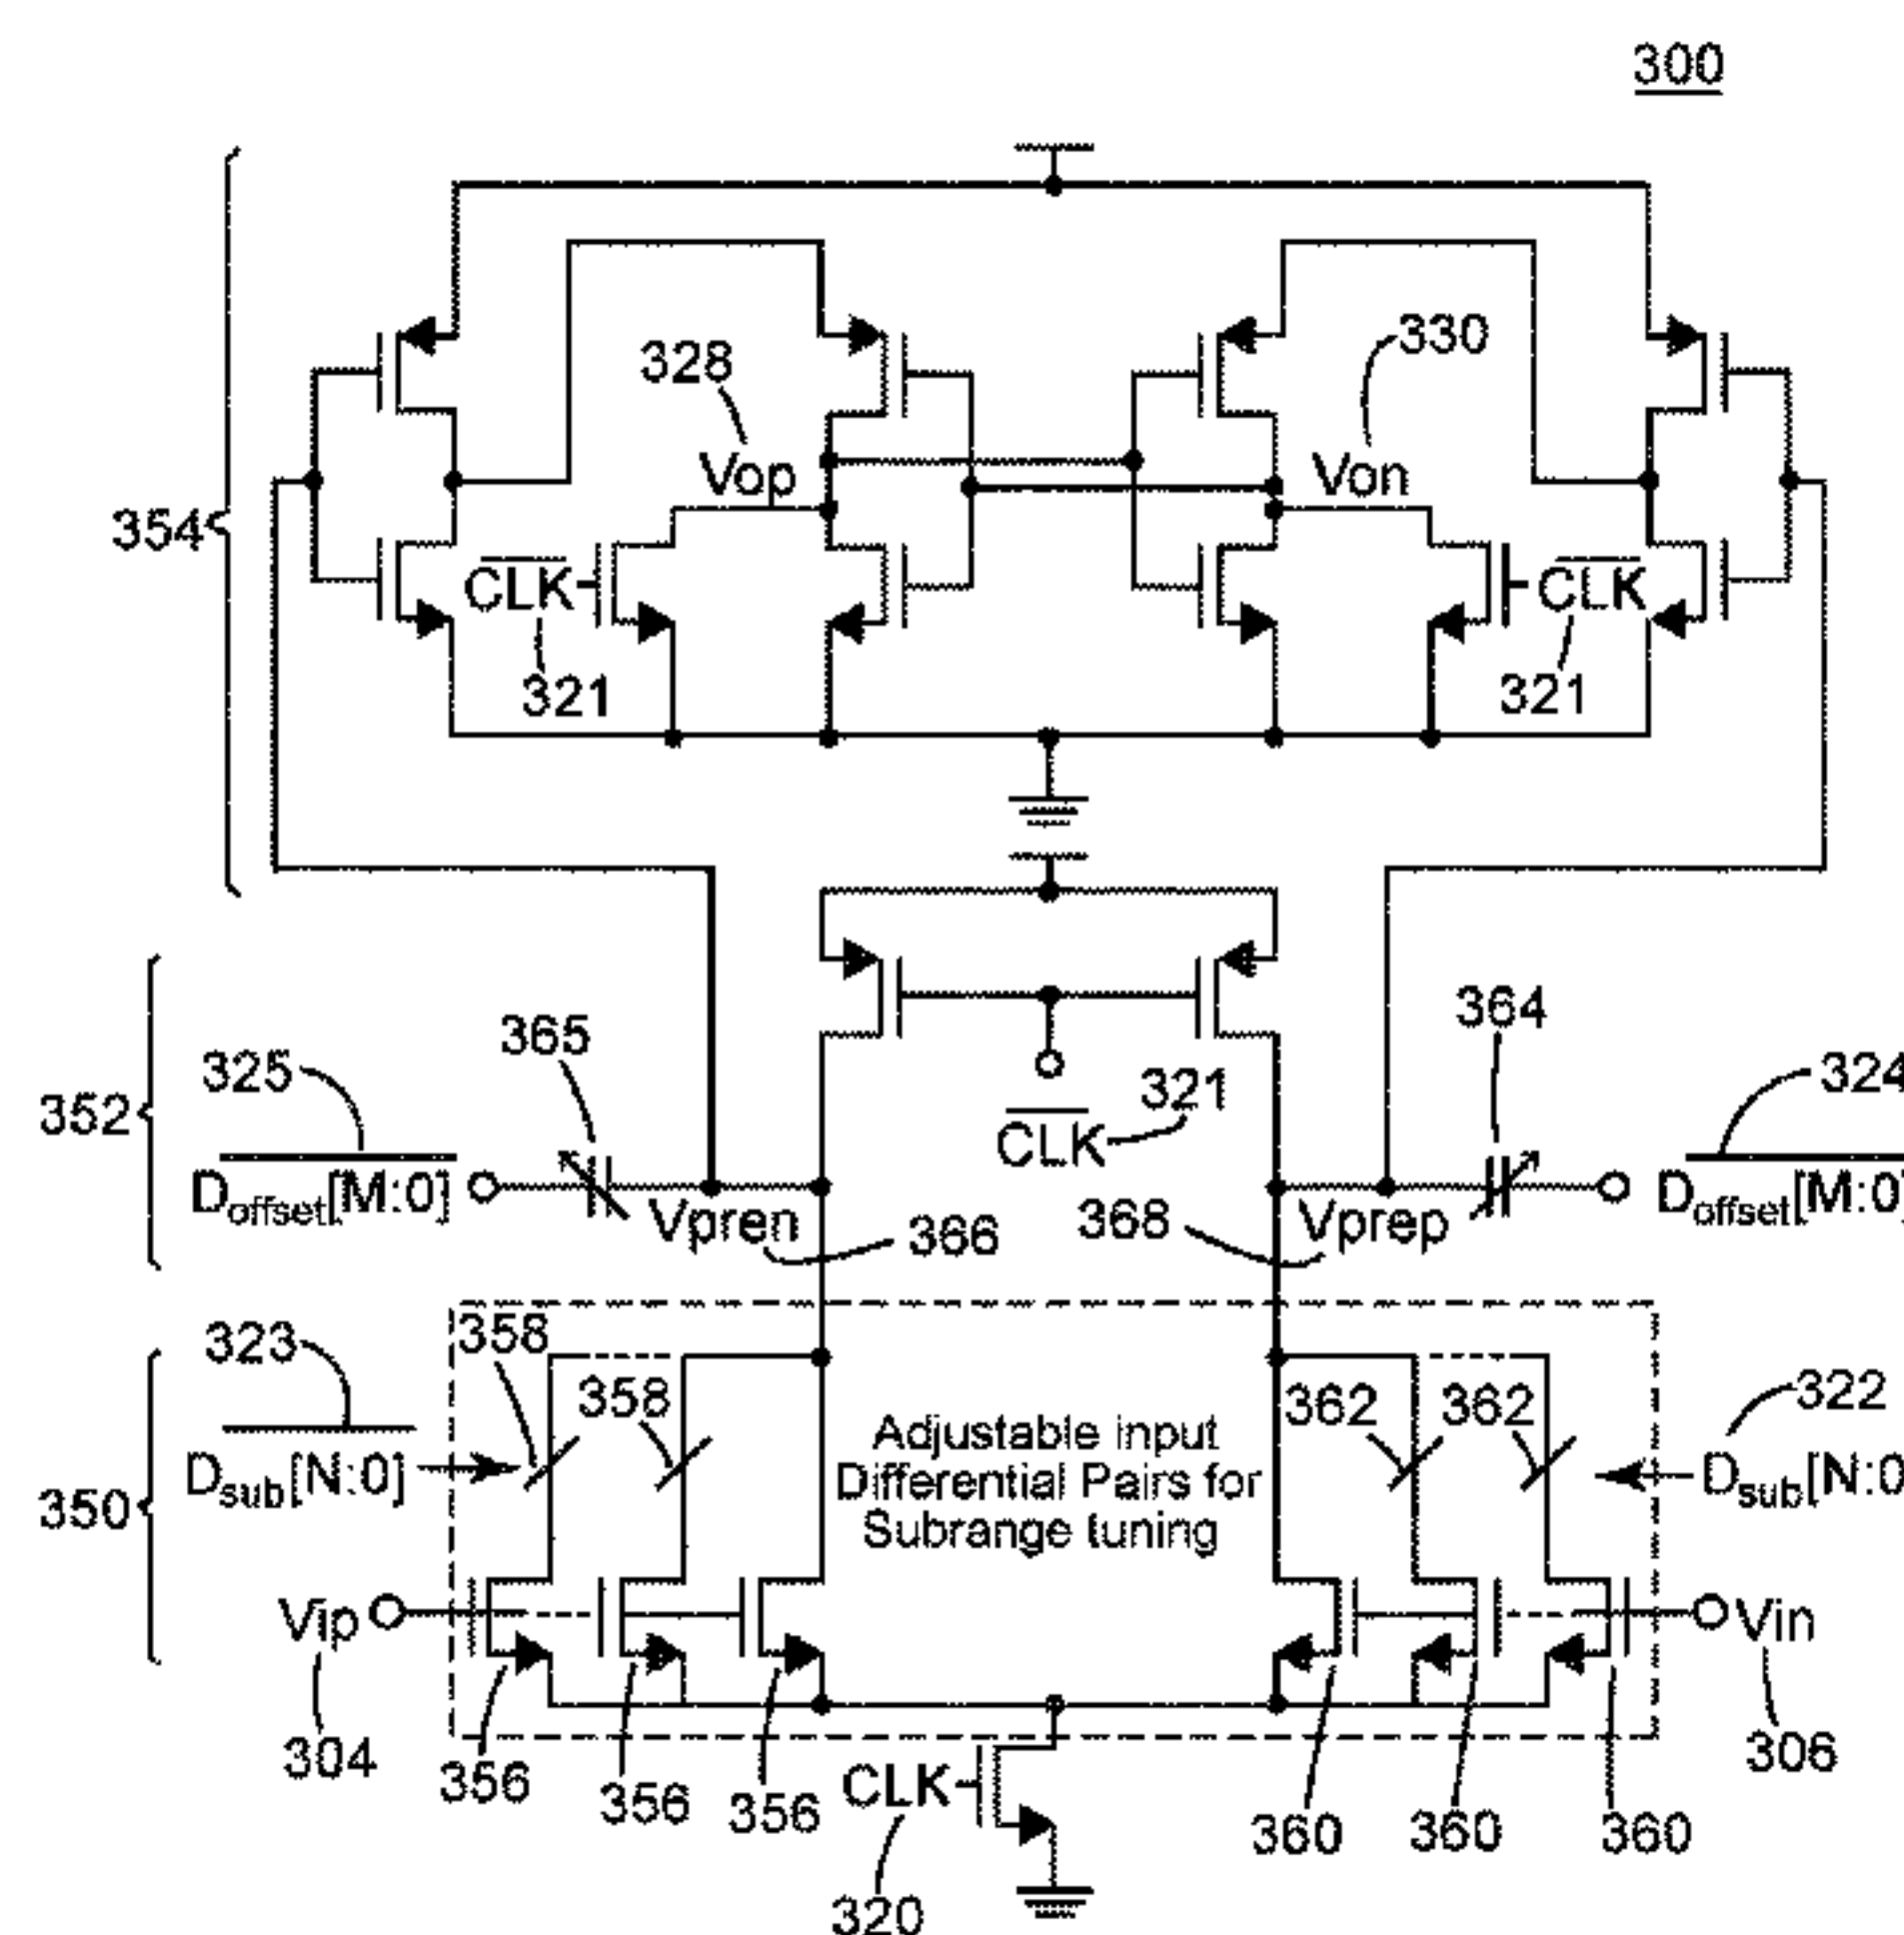 300
328
330
Vop
Von
354
CLK
CLK
321
321
365
364
325
324
321
352
CLK
Doffset[M:0]
Doffset[M:0]
Vpren
366
368
Vprep
323
358
358
362
362
322
Adjustable input
Differential Pairs for
Subrange tuning
Dsub[N:0]
Dsub[N:0
350
Vip
Vin
304
356
356
356
CLK
360
360
360
306
320